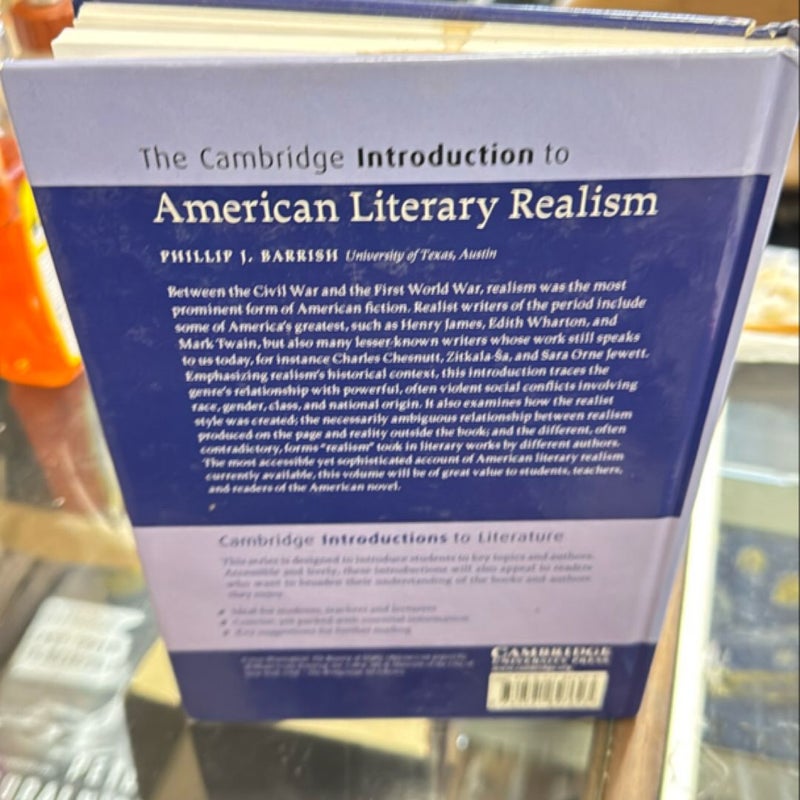 The Cambridge Introduction to
American Literary Realism
PHILLIP J. BARRISH University of Texas, Austin
Between the Civil War and the First World War, realism was the most
prominent form of American fiction. Realist writers of the period include
some of America's greatest, such as Henry James, Edith Wharton, and
Mark Twain, but also many lesser-known writers whose work still speaks
to us today, for instance Charles Chesnutt, Zitkala-Ša, and Sara Orne Jewett.
Emphasizing realism's historical context, this introduction traces the
genre's relationship with powerful, often violent social conflicts involving
race, gender, class, and national origin. It also examines how the realist
style was created; the necessarily ambiguous relationship between realism
produced on the page and reality outside the book; and the different, often
contradictory, forms "realism" took in literary works by different authors.
The most accessible yet sophisticated account of American literary realism
currently available, this volume will be of great value to students, teachers,
and readers of the American novel.
Cambridge Introductions to Literature
This series is designed to introduce students to key topics and authors.
Accessible and lively, these introductions will also appeal to readers
who want to broaden their understanding of the books and authors
they enjoy.
• Ideal for students, teachers, and lecturers
• Concise, yet packed with essential information
• Key suggestions for further reading
CAMBRIDGE
UNIVERSITY PRESS
www.cambridge.org